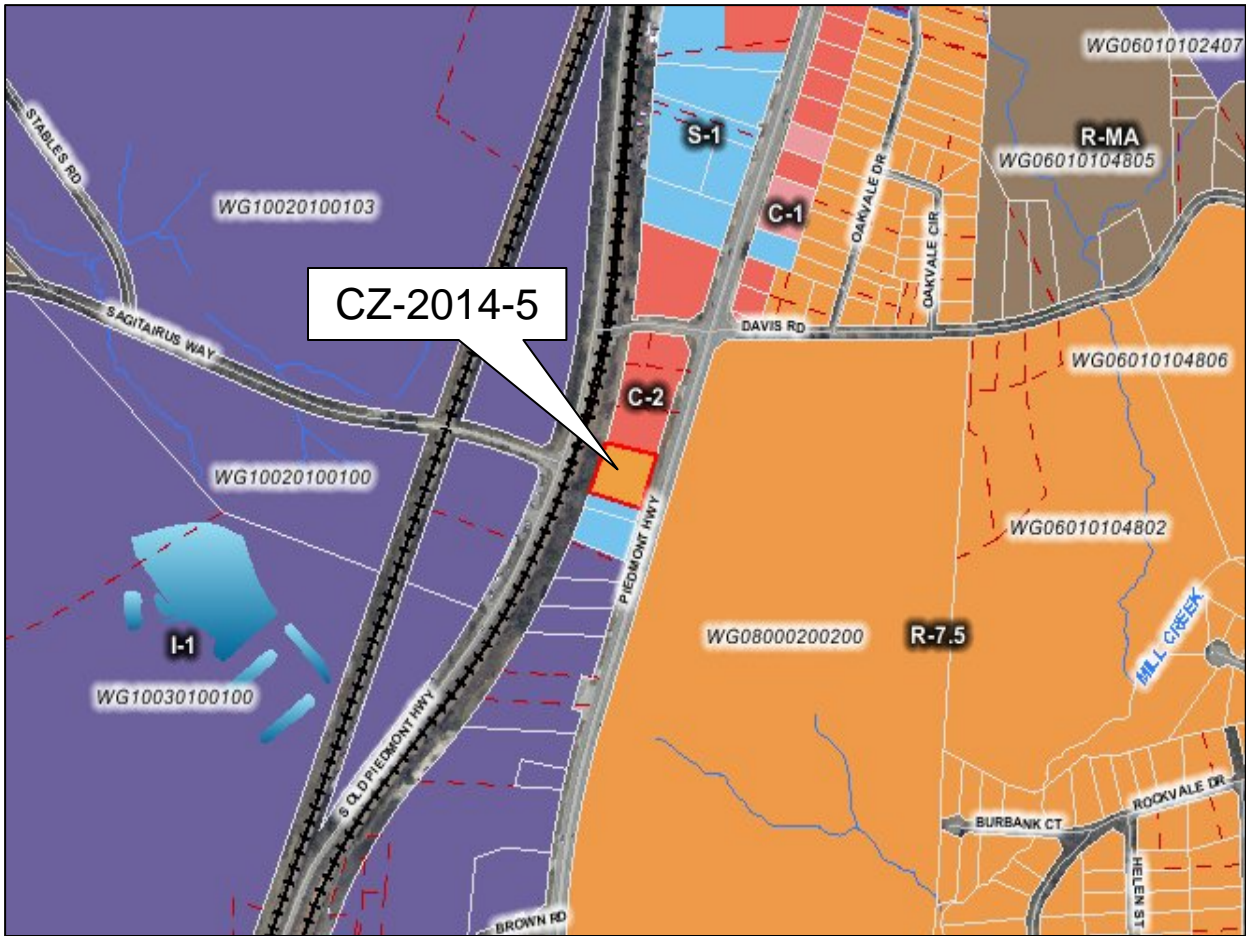 WG06010102407
STABLES RD
S-1
R-MA
WG06010104805
WG10020100103
OAKVALE DR
C-1
OAKVALE CIR
CZ-2014-5
SAGITAIRUS WAY
DAVIS RD
WG06010104806
C-2
WG10020100100
PIEDMONT HWY
WG06010104802
WG08000200200
R-7.5
MILL CREEK
I-1
WG10030100100
S OLD PIEDMONT HWY
ROCKVALE DR
BURBANK CT
HELEN ST
BROWN RD